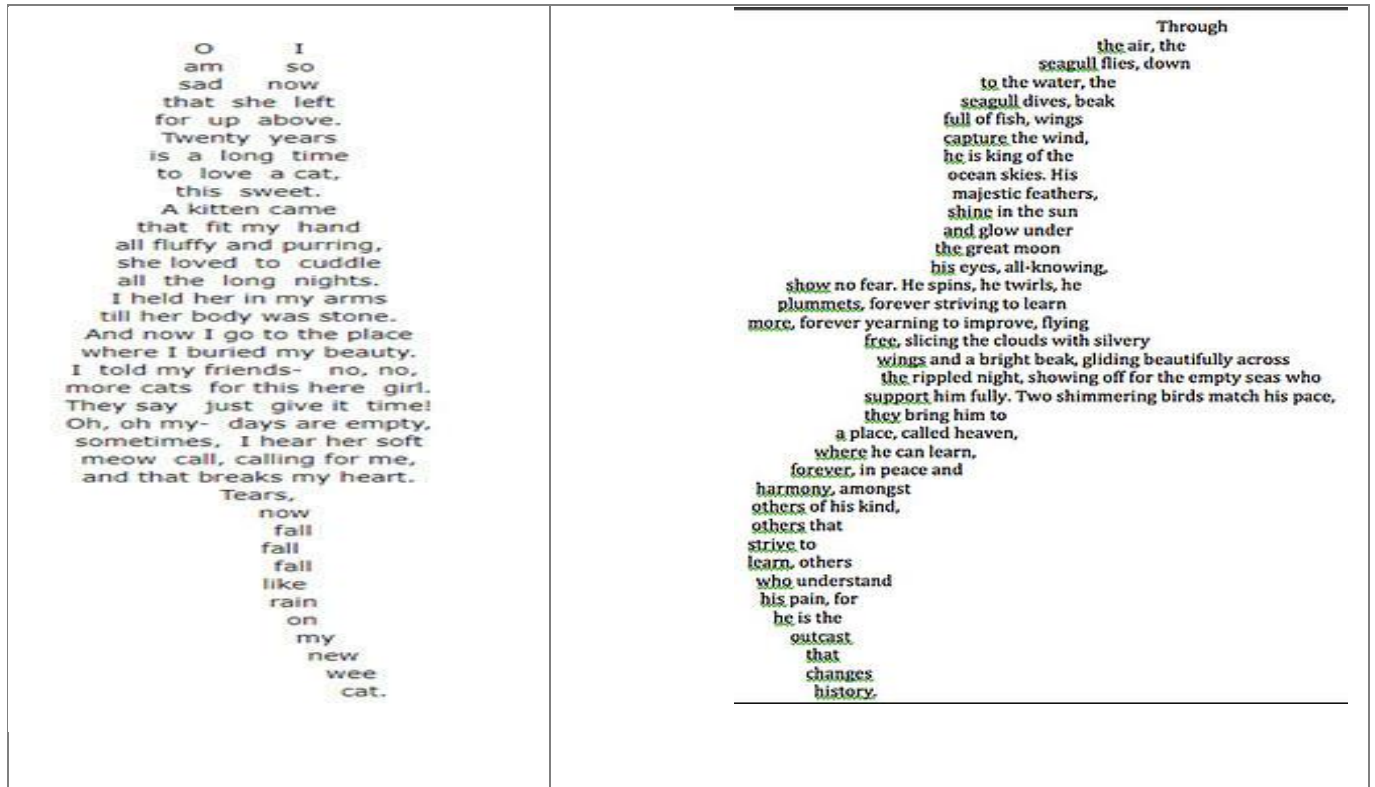 O I
am so
sad now
that she left
for up above.
Twenty years
is a long time
to love a cat,
this sweet.
A kitten came
that fit my hand
all fluffy and purring,
she loved to cuddle
all the long nights.
I held her in my arms
till her body was stone.
And now I go to the place
where I buried my beauty.
I told my friends- no, no,
more cats for this here girl.
They say just give it time!
Oh, oh my- days are empty,
sometimes, I hear her soft
meow call, calling for me,
and that breaks my heart.
Tears,
now
fall
fall
fall
like
rain
on
my
new
wee
cat.
Through
the air, the
seagull flies, down
to the water, the
seagull dives, beak
full of fish, wings
capture the wind,
he is king of the
ocean skies. His
majestic feathers,
shine in the sun
and glow under
the great moon
his eyes, all-knowing,
show no fear. He spins, he twirls, he
plummets, forever striving to learn
more, forever yearning to improve, flying
free, slicing the clouds with silvery
wings and a bright beak, gliding beautifully across
the rippled night, showing off for the empty seas who
support him fully. Two shimmering birds match his pace,
they bring him to
a place, called heaven,
where he can learn,
forever, in peace and
harmony, amongst
others of his kind,
others that
strive to
learn, others
who understand
his pain, for
he is the
outcast
that
changes
history.